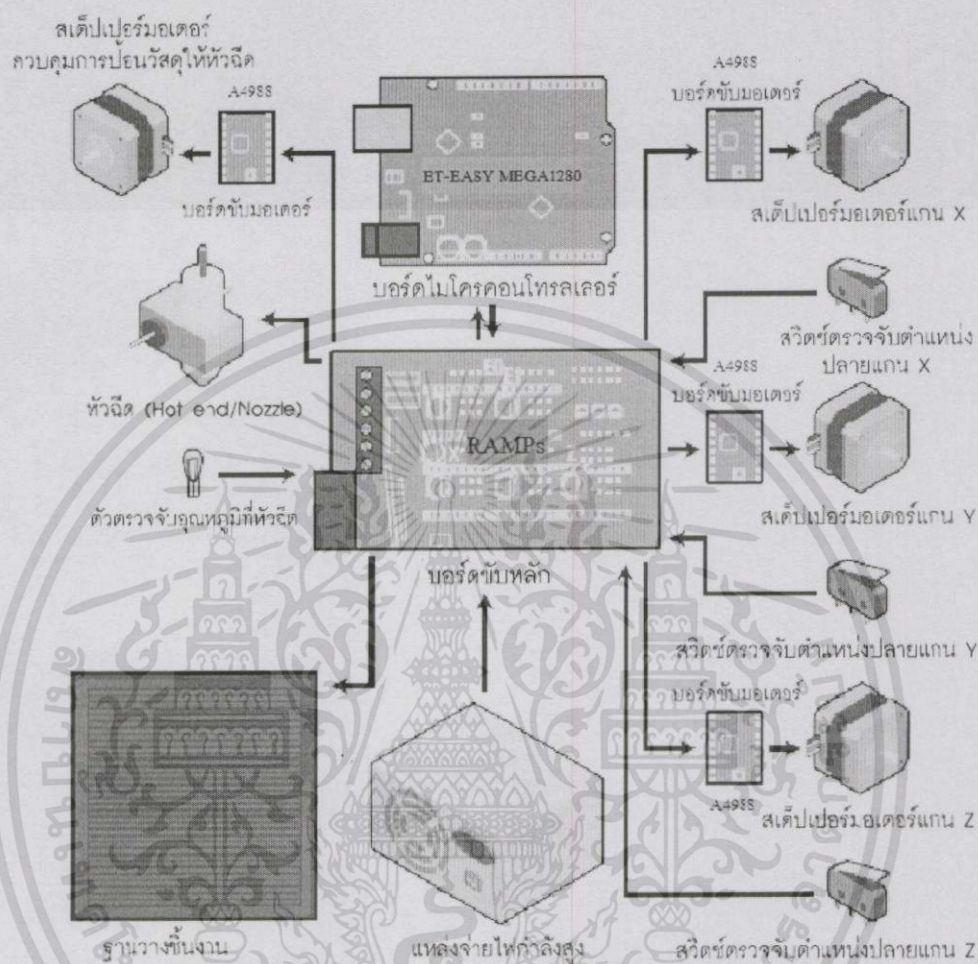 สเต็ปเปอร์มอเตอร์
ควบคุมการป้อนวัสดุให้หัวฉีด
A4988
บอร์ดขับมอเตอร์
ET-EASY MEGA1280
บอร์ดไมโครคอนโทรลเลอร์
A4988
บอร์ดขับมอเตอร์
สเต็ปเปอร์มอเตอร์แกน X
สวิตช์ตรวจจับตำแหน่ง
ปลายแกน X
หัวฉีด (Hot end/Nozzle)
RAMPs
A4988
บอร์ดขับมอเตอร์
ตัวตรวจจับอุณหภูมิที่หัวฉีด
สเต็ปเปอร์มอเตอร์แกน Y
บอร์ดขับหลัก
สวิตช์ตรวจจับตำแหน่งปลายแกน Y
บอร์ดขับมอเตอร์
A4988
สเต็ปเปอร์มอเตอร์แกน Z
ฐานวางชิ้นงาน
แหล่งจ่ายไฟกำลังสูง
สวิตช์ตรวจจับตำแหน่งปลายแกน Z